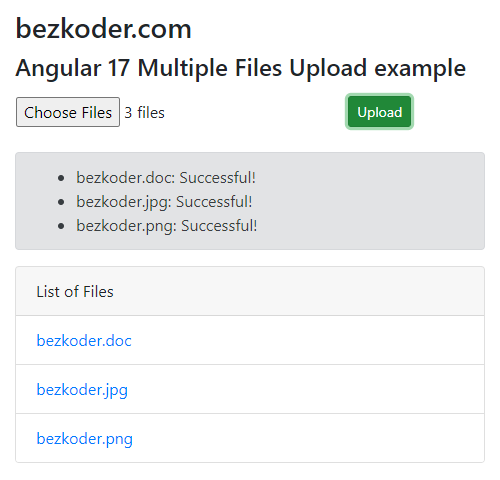 bezkoder.com
Angular 17 Multiple Files Upload example
Choose Files 3 files Upload
bezkoder.doc: Successful!
bezkoder.jpg: Successful!
bezkoder.png: Successful!
List of Files
bezkoder.doc
bezkoder.jpg
bezkoder.png